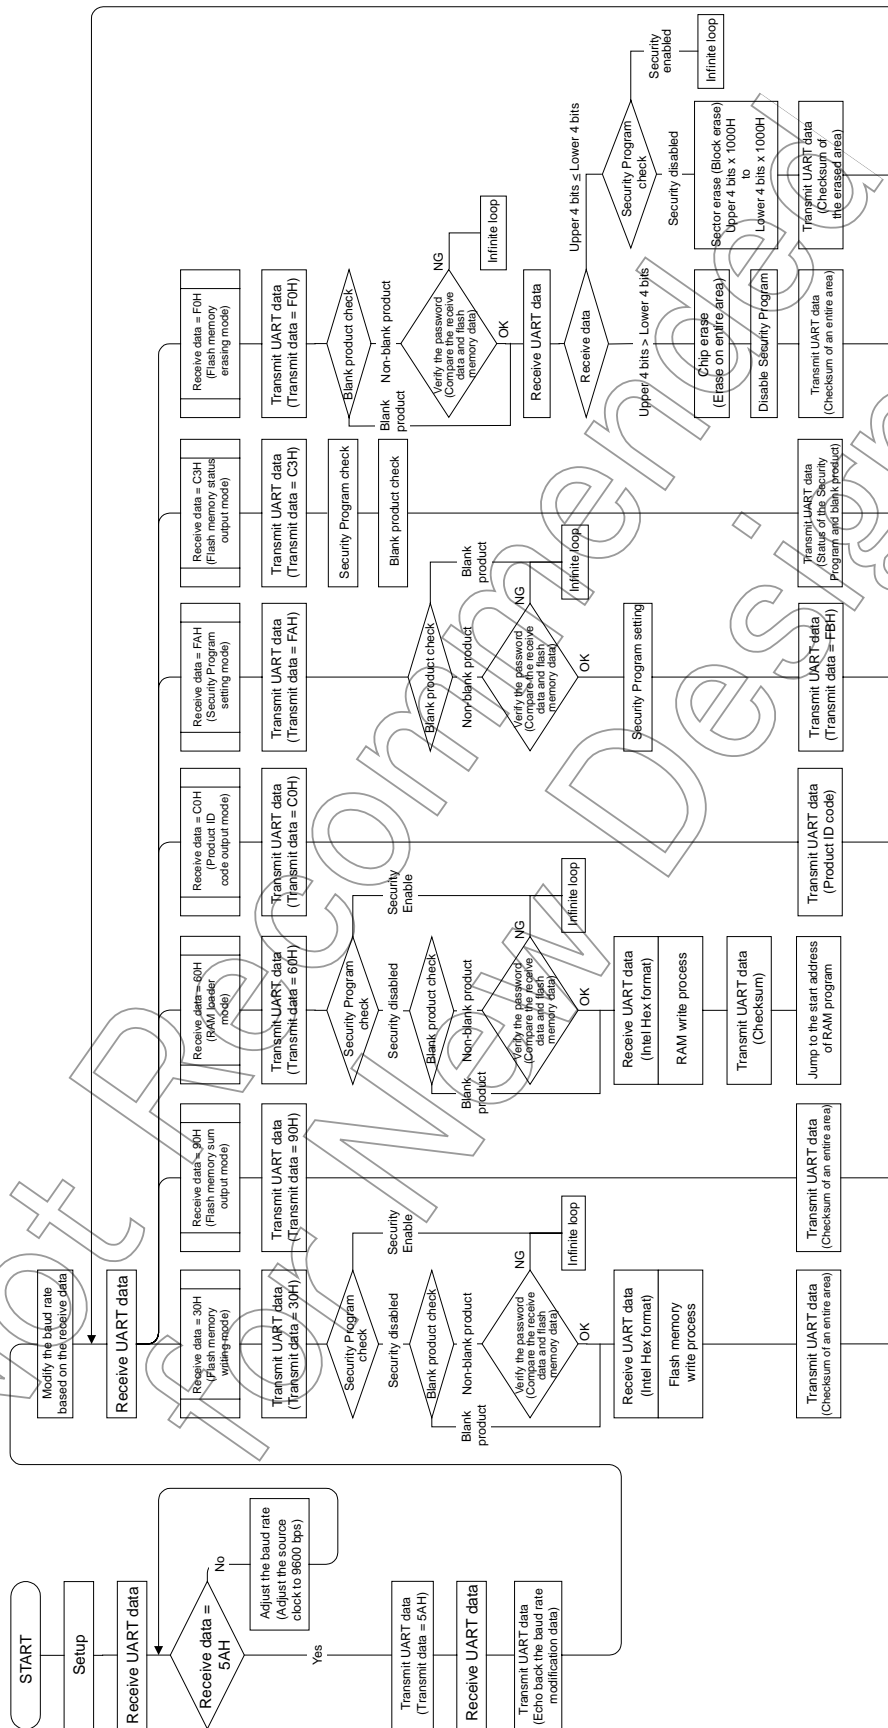 START
Setup
Receive UART data
Receive data =
5AH
No
Adjust the baud rate
(Adjust the source
clock to 9600 bps)
Yes
Transmit UART data
(Transmit data = 5AH)
Receive UART data
Transmit UART data
(Echo back the baud rate
modification data)
Modify the baud rate
based on the receive data
Receive UART data
Receive data = 30H
(Flash memory
writing mode)
Transmit UART data
(Transmit data = 30H)
Security Program
check
Security
Enable
Security disabled
Blank product check
Blank
product
Non-blank product
Verify the password
(Compare the receive
data and flash
memory data)
NG
Infinite loop
OK
Receive UART data
(Intel Hex format)
Flash memory
write process
Transmit UART data
(Checksum of an entire area)
Receive data = 90H
(Flash memory sum
output mode)
Transmit UART data
(Transmit data = 90H)
Transmit UART data
(Checksum of an entire area)
Receive data = 60H
(RAM loader
mode)
Transmit UART data
(Transmit data = 60H)
Security Program
check
Security
Enable
Security disabled
Blank product check
Blank
product
Non-blank product
Verify the password
(Compare the receive
data and flash
memory data)
NG
Infinite loop
OK
Receive UART data
(Intel Hex format)
RAM write process
Transmit UART data
(Checksum)
Jump to the start address
of RAM program
Receive data = C0H
(Product ID
code output mode)
Transmit UART data
(Transmit data = C0H)
Transmit UART data
(Product ID code)
Receive data = FAH
(Security Program
setting mode)
Transmit UART data
(Transmit data = FAH)
Blank product check
Blank
product
Non-blank product
Verify the password
(Compare the receive
data and flash
memory data)
NG
Infinite loop
OK
Security Program setting
Transmit UART data
(Transmit data = FBH)
Receive data = C3H
(Flash memory status
output mode)
Transmit UART data
(Transmit data = C3H)
Security Program check
Blank product check
Transmit UART data
(Status of the Security
Program and blank product)
Receive data = F0H
(Flash memory
erasing mode)
Transmit UART data
(Transmit data = F0H)
Blank product check
Blank
product
Non-blank product
Verify the password
(Compare the receive
data and flash
memory data)
NG
Infinite loop
OK
Receive UART data
Receive data
Upper 4 bits > Lower 4 bits
Chip erase
(Erase on entire area)
Disable Security Program
Transmit UART data
(Checksum of an entire area)
Upper 4 bits ≤ Lower 4 bits
Security Program
check
Security
enabled
Infinite loop
Security disabled
Sector erase (Block erase)
Upper 4 bits x 1000H
to
Lower 4 bits x 1000H
Transmit UART data
(Checksum of
the erased area)
Not Recommended
for New Design